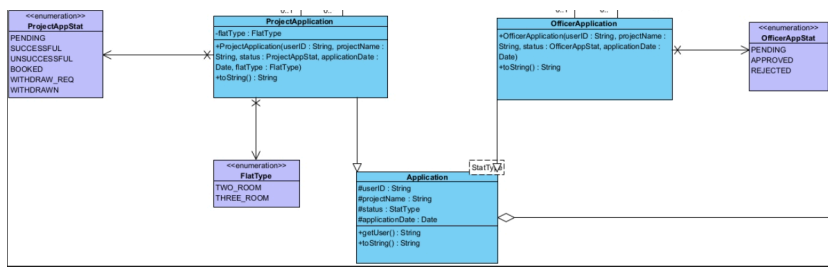 <<enumeration>>
ProjectAppStat
PENDING
SUCCESSFUL
UNSUCCESSFUL
BOOKED
WITHDRAW_REQ
WITHDRAWN
ProjectApplication
-flatType : FlatType
+ProjectApplication(userID : String, projectName :
String, status : ProjectAppStat, applicationDate :
Date, flatType : FlatType)
+toString() : String
OfficerApplication
+OfficerApplication(userID : String, projectName :
String, status : OfficerAppStat, applicationDate :
Date)
+toString() : String
<<enumeration>>
OfficerAppStat
PENDING
APPROVED
REJECTED
<<enumeration>>
FlatType
TWO_ROOM
THREE_ROOM
StatType
Application
#userID : String
#projectName : String
#status : StatType
#applicationDate : Date
+getUser() : String
+toString() : String